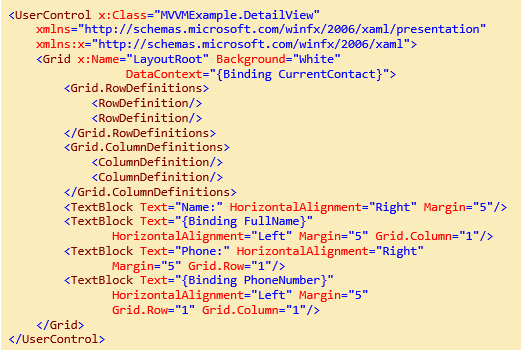 <UserControl x:Class="MVVMExample.DetailView"
    xmlns="http://schemas.microsoft.com/winfx/2006/xaml/presentation"
    xmlns:x="http://schemas.microsoft.com/winfx/2006/xaml">
    <Grid x:Name="LayoutRoot" Background="White"
                 DataContext="{Binding CurrentContact}">
        <Grid.RowDefinitions>
            <RowDefinition/>
            <RowDefinition/>
        </Grid.RowDefinitions>
        <Grid.ColumnDefinitions>
            <ColumnDefinition/>
            <ColumnDefinition/>
        </Grid.ColumnDefinitions>
        <TextBlock Text="Name:" HorizontalAlignment="Right" Margin="5"/>
        <TextBlock Text="{Binding FullName}"
               HorizontalAlignment="Left" Margin="5" Grid.Column="1"/>
        <TextBlock Text="Phone:" HorizontalAlignment="Right"
               Margin="5" Grid.Row="1"/>
        <TextBlock Text="{Binding PhoneNumber}"
               HorizontalAlignment="Left" Margin="5"
               Grid.Row="1" Grid.Column="1"/>
    </Grid>
</UserControl>